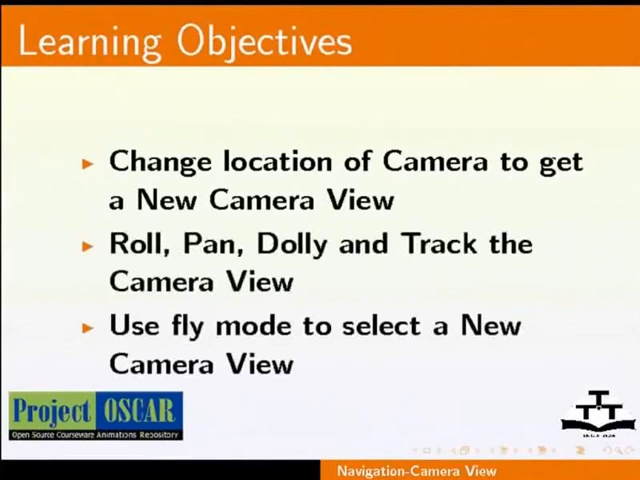 Learning Objectives
Change location of Camera to get
a New Camera View
Roll, Pan, Dolly and Track the
Camera View
Use fly mode to select a New
Camera View
Project OSCAR
Open Source Courseware Animations Repository
Navigation-Camera View